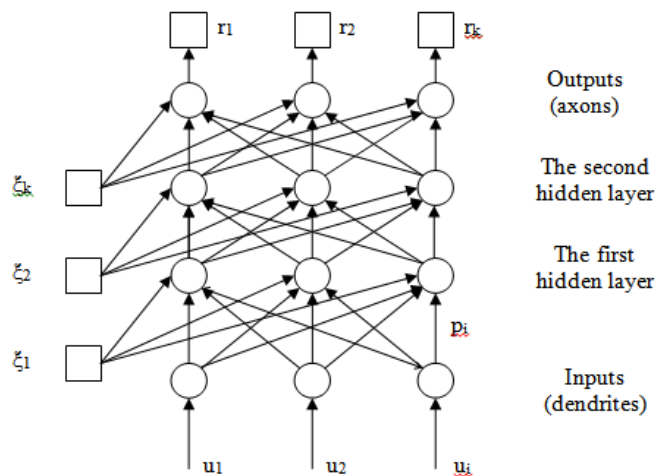 r1 r2 rk
Outputs
(axons)
ξk
The second
hidden layer
ξ2
The first
hidden layer
pi
ξ1
Inputs
(dendrites)
u1 u2 ui